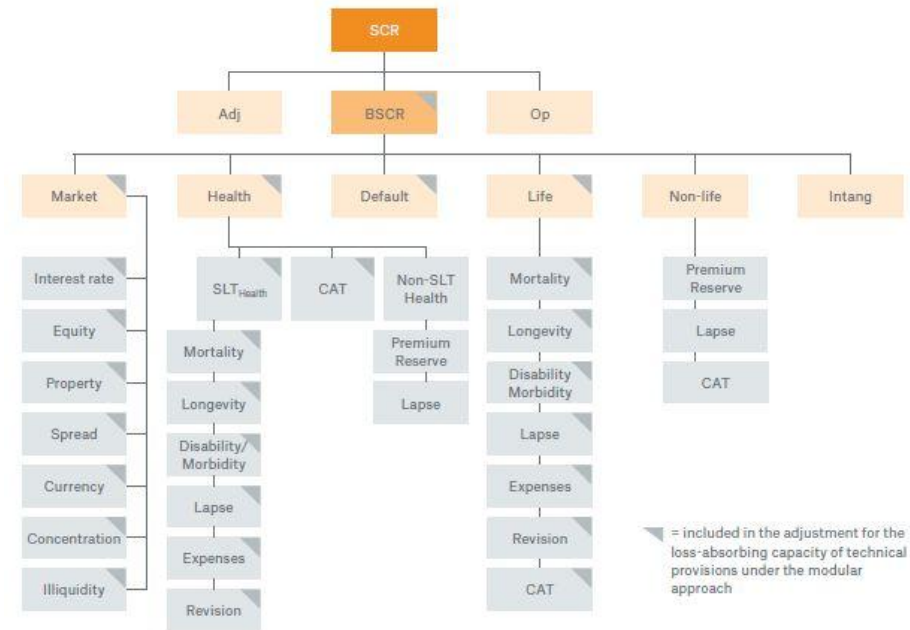 SCR
Adj
BSCR
Op
Market
Health
Default
Life
Non-life
Intang
Interest rate
Equity
Property
Spread
Currency
Concentration
Illiquidity
SLTHealth
Mortality
Longevity
Disability/
Morbidity
Lapse
Expenses
Revision
CAT
Non-SLT
Health
Premium
Reserve
Lapse
Mortality
Longevity
Disability
Morbidity
Lapse
Expenses
Revision
CAT
Premium
Reserve
Lapse
CAT
= included in the adjustment for the
loss-absorbing capacity of technical
provisions under the modular
approach